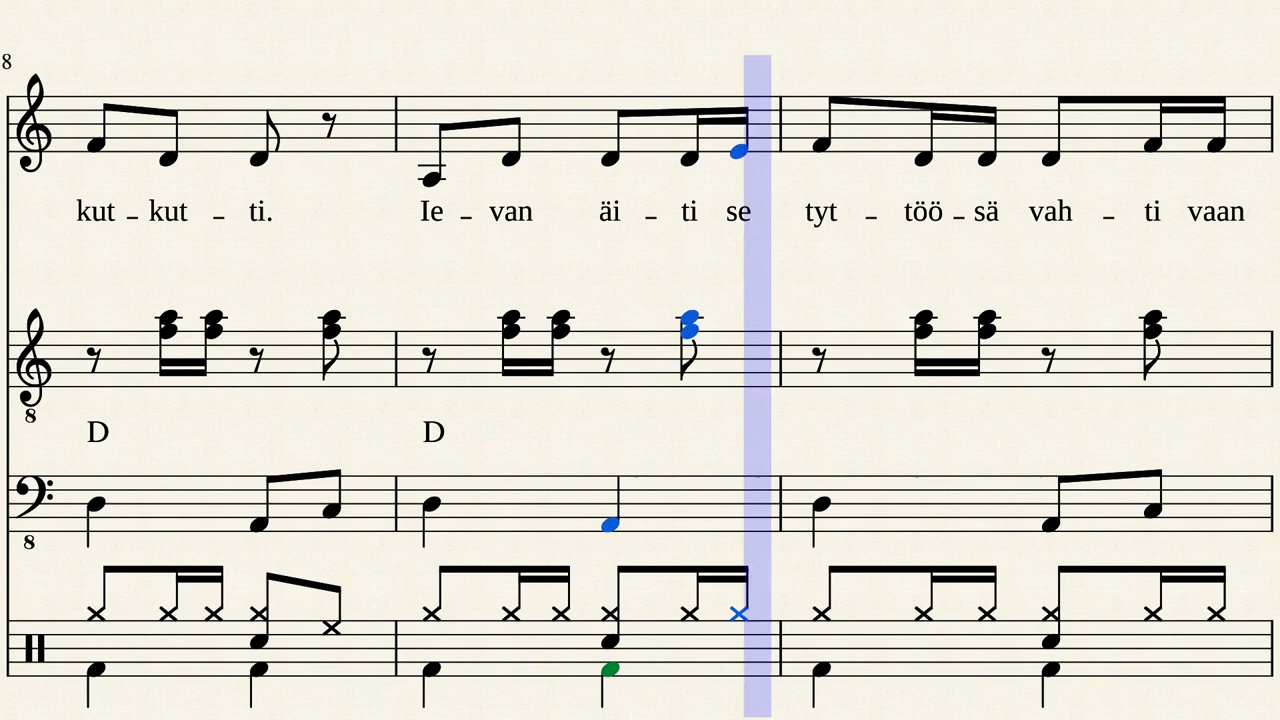 8
kut - kut - ti. Ie - van äi - ti se tyt - töö - sä vah - ti vaan
8
D D
8